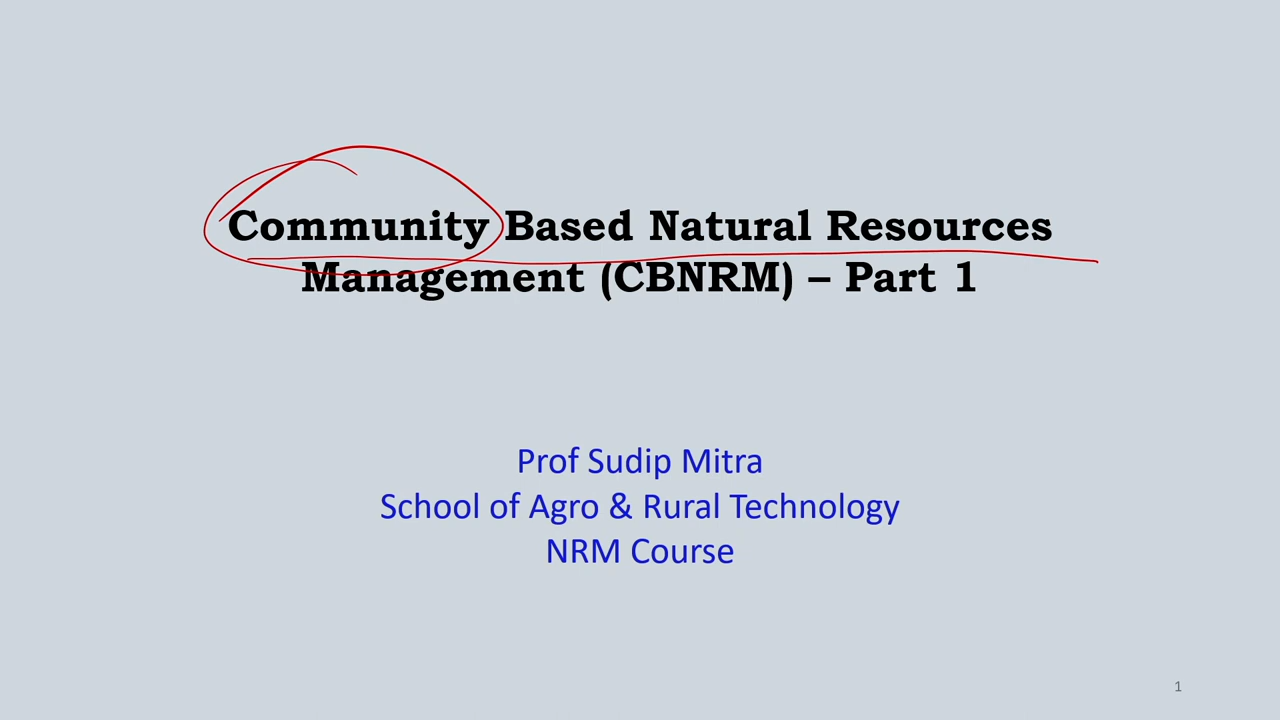 Community Based Natural Resources
Management (CBNRM) – Part 1
Prof Sudip Mitra
School of Agro & Rural Technology
NRM Course
1